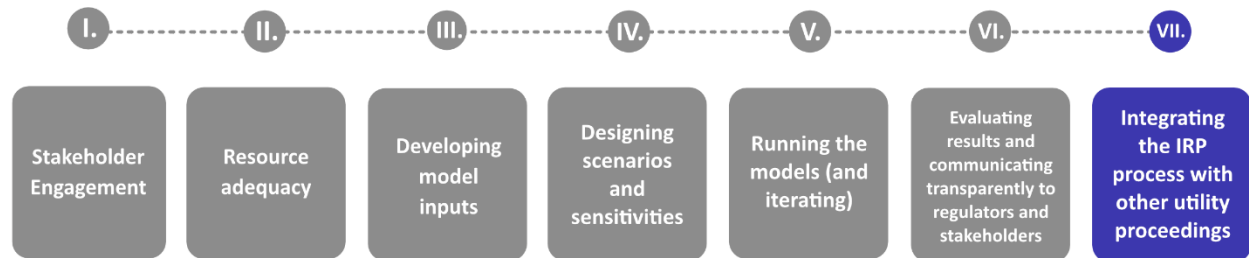 I.
II.
III.
IV.
V.
VI.
VII.
Stakeholder
Engagement
Resource
adequacy
Developing
model
inputs
Designing
scenarios
and
sensitivities
Running the
models (and
iterating)
Evaluating
results and
communicating
transparently to
regulators and
stakeholders
Integrating
the IRP
process with
other utility
proceedings